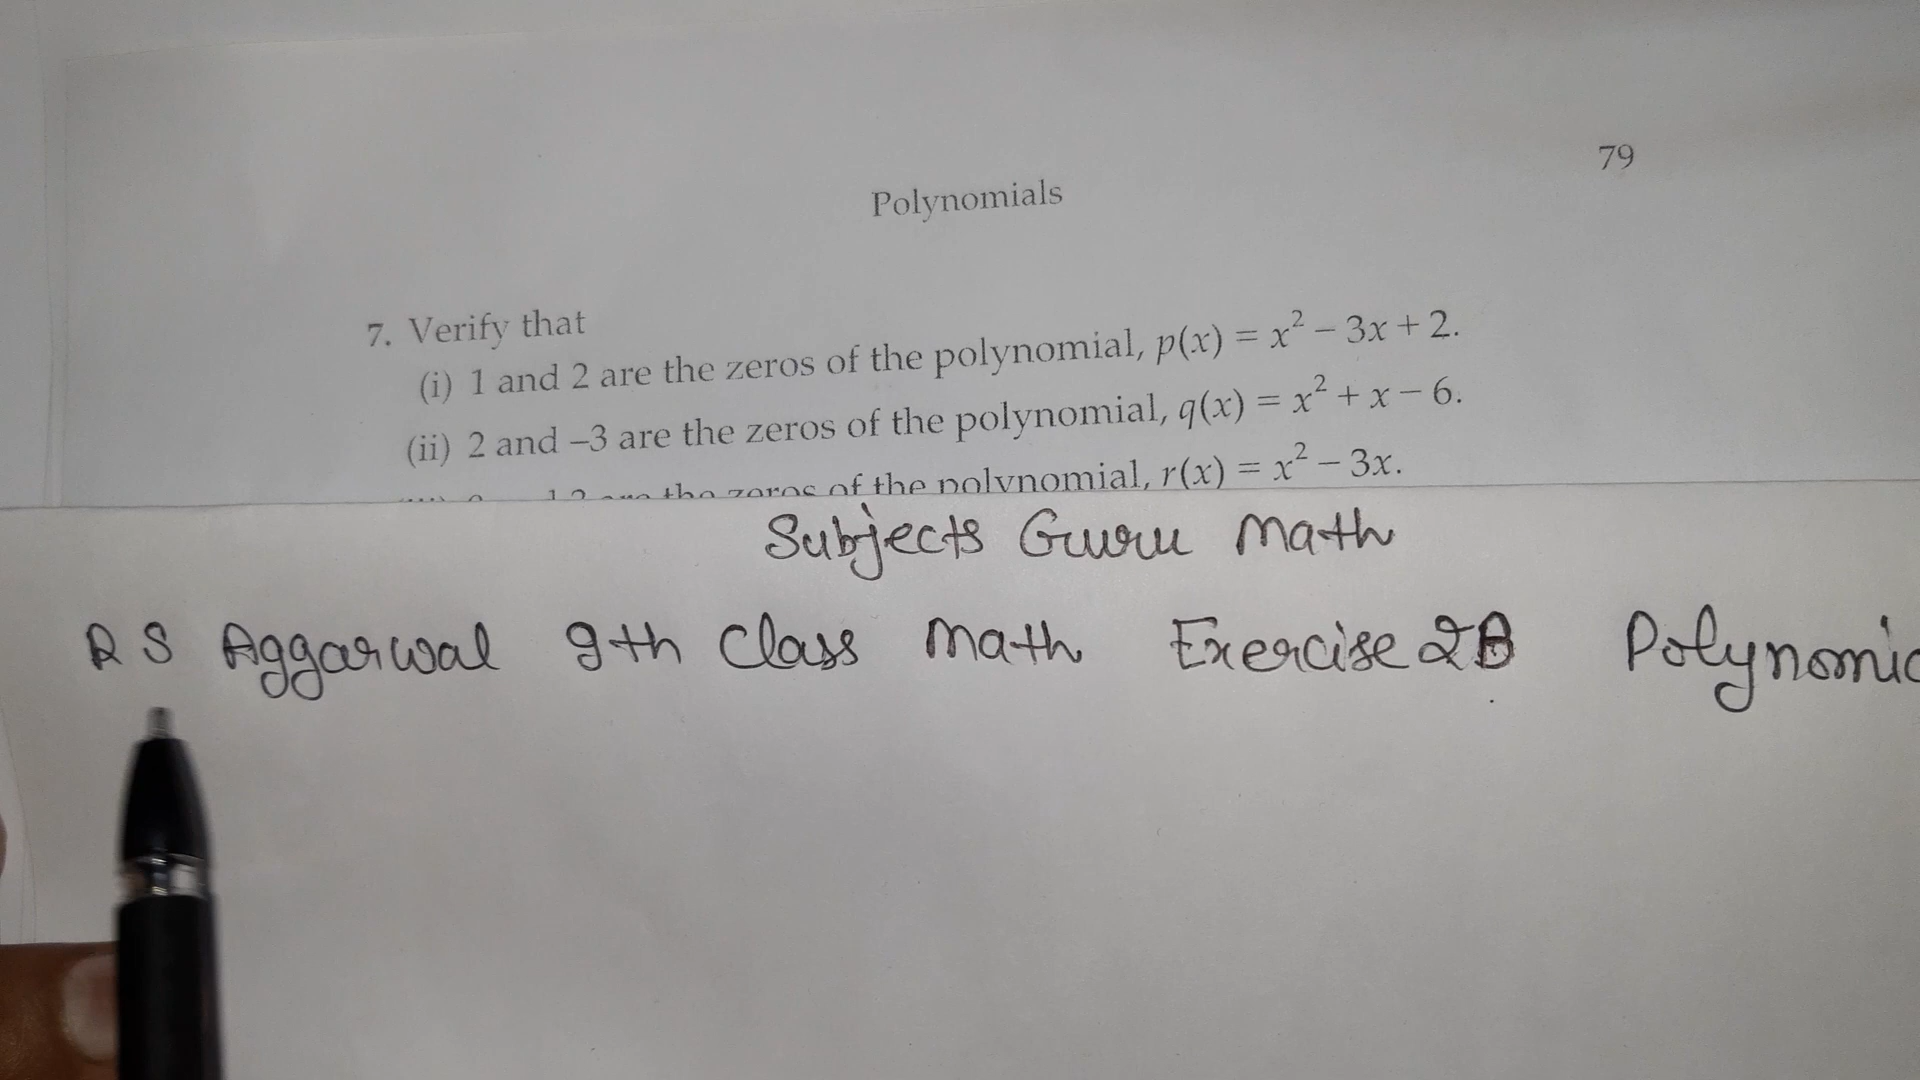 79
Polynomials
7. Verify that
(i) 1 and 2 are the zeros of the polynomial, p(x) = x² – 3x + 2.
(ii) 2 and –3 are the zeros of the polynomial, q(x) = x² + x – 6.
the zeros of the polynomial, r(x) = x² – 3x.
Subjects Guru Math
R S Aggarwal 9th Class Math Exercise 2B Polynomic